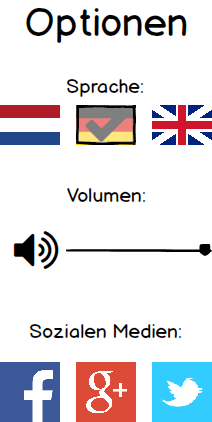 Optionen
Sprache:
Volumen:
Sozialen Medien:
f g+